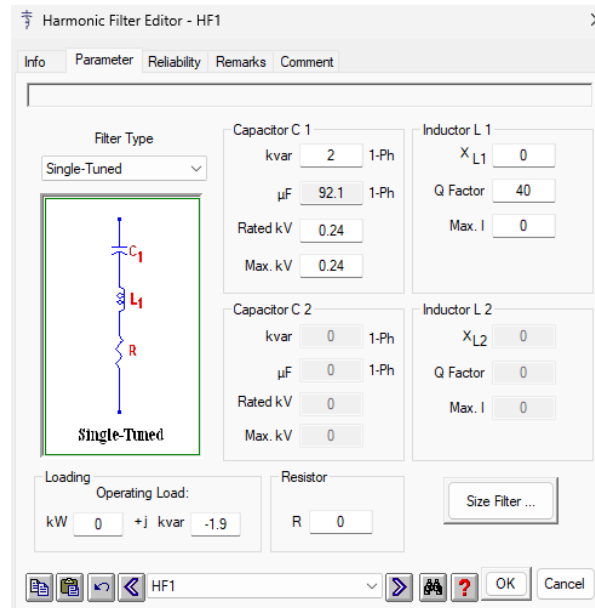 Harmonic Filter Editor - HF1
Info Parameter Reliability Remarks Comment
Filter Type
Single-Tuned
C1
L1
R
Single-Tuned
Capacitor C 1
kvar 2 1-Ph
µF 92.1 1-Ph
Rated kV 0.24
Max. kV 0.24
Inductor L 1
XL1 0
Q Factor 40
Max. I 0
Capacitor C 2
kvar 0 1-Ph
µF 0 1-Ph
Rated kV 0
Max. kV 0
Inductor L 2
XL2 0
Q Factor 0
Max. I 0
Loading
Operating Load:
kW 0 +j kvar -1.9
Resistor
R 0
Size Filter ...
HF1 ? OK Cancel